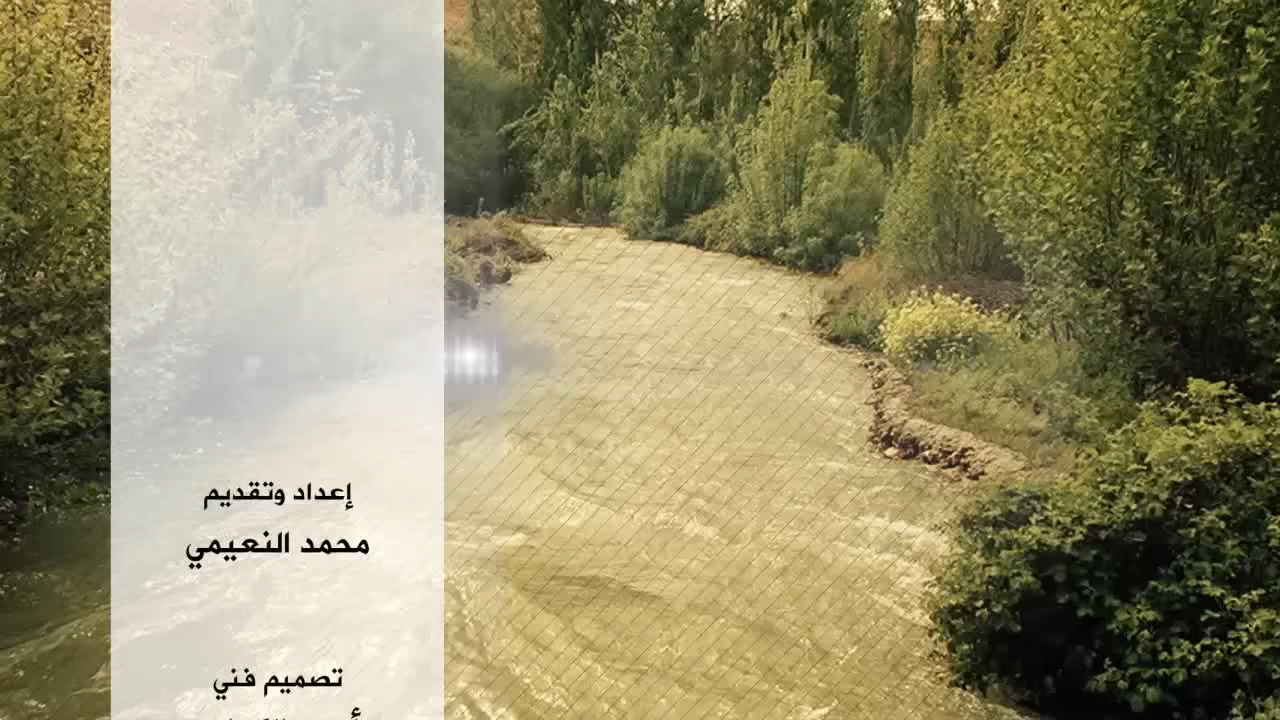 إعداد وتقديم
محمد النعيمي
تصميم فني